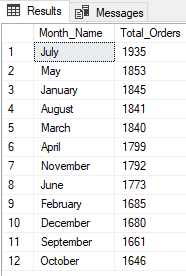 Results Messages
Month_Name Total_Orders
1 July 1935
2 May 1853
3 January 1845
4 August 1841
5 March 1840
6 April 1799
7 November 1792
8 June 1773
9 February 1685
10 December 1680
11 September 1661
12 October 1646